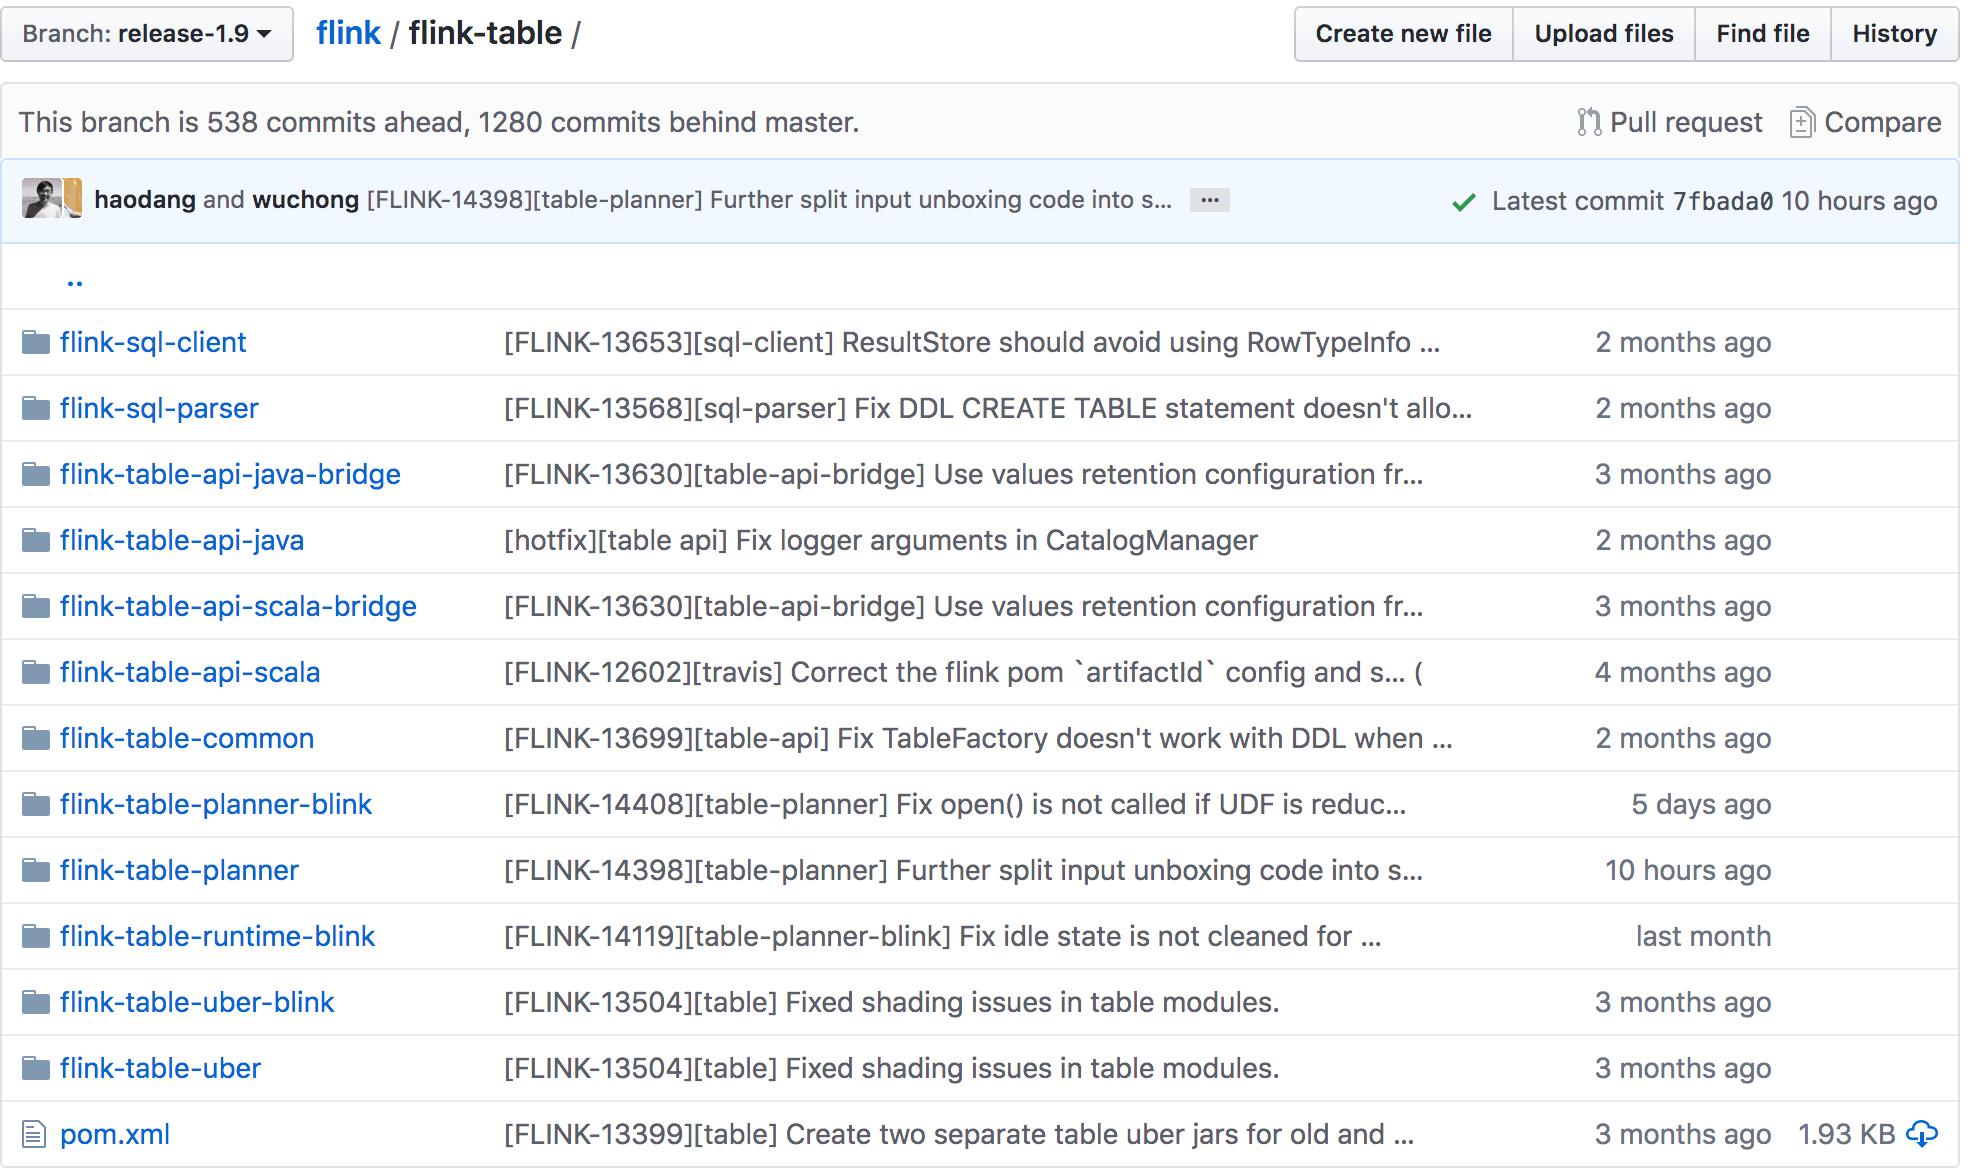 Branch: release-1.9 flink / flink-table / Create new file Upload files Find file History
This branch is 538 commits ahead, 1280 commits behind master. Pull request Compare
haodang and wuchong [FLINK-14398][table-planner] Further split input unboxing code into s... ... Latest commit 7fbada0 10 hours ago
..
flink-sql-client [FLINK-13653][sql-client] ResultStore should avoid using RowTypeInfo ... 2 months ago
flink-sql-parser [FLINK-13568][sql-parser] Fix DDL CREATE TABLE statement doesn't allo... 2 months ago
flink-table-api-java-bridge [FLINK-13630][table-api-bridge] Use values retention configuration fr... 3 months ago
flink-table-api-java [hotfix][table api] Fix logger arguments in CatalogManager 2 months ago
flink-table-api-scala-bridge [FLINK-13630][table-api-bridge] Use values retention configuration fr... 3 months ago
flink-table-api-scala [FLINK-12602][travis] Correct the flink pom `artifactId` config and s... ( 4 months ago
flink-table-common [FLINK-13699][table-api] Fix TableFactory doesn't work with DDL when ... 2 months ago
flink-table-planner-blink [FLINK-14408][table-planner] Fix open() is not called if UDF is reduc... 5 days ago
flink-table-planner [FLINK-14398][table-planner] Further split input unboxing code into s... 10 hours ago
flink-table-runtime-blink [FLINK-14119][table-planner-blink] Fix idle state is not cleaned for ... last month
flink-table-uber-blink [FLINK-13504][table] Fixed shading issues in table modules. 3 months ago
flink-table-uber [FLINK-13504][table] Fixed shading issues in table modules. 3 months ago
pom.xml [FLINK-13399][table] Create two separate table uber jars for old and ... 3 months ago 1.93 KB